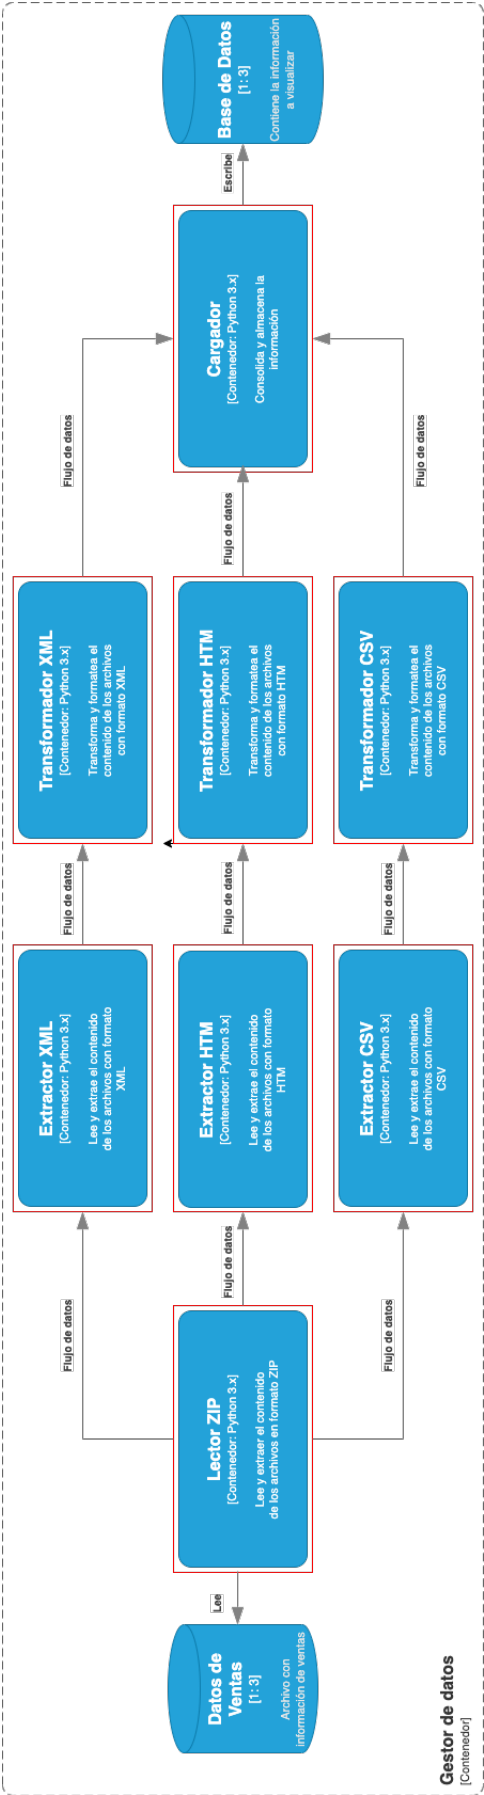 Datos de
Ventas
[1: 3]
Archivo con
información de ventas
Lee
Lector ZIP
[Contenedor: Python 3.x]
Lee y extraer el contenido
de los archivos en formato ZIP
Flujo de datos
Flujo de datos
Flujo de datos
Extractor XML
[Contenedor: Python 3.x]
Lee y extrae el contenido
de los archivos con formato
XML
Extractor HTM
[Contenedor: Python 3.x]
Lee y extrae el contenido
de los archivos con formato
HTM
Extractor CSV
[Contenedor: Python 3.x]
Lee y extrae el contenido
de los archivos con formato
CSV
Flujo de datos
Flujo de datos
Flujo de datos
Transformador XML
[Contenedor: Python 3.x]
Transforma y formatea el
contenido de los archivos
con formato XML
Transformador HTM
[Contenedor: Python 3.x]
Transforma y formatea el
contenido de los archivos
con formato HTM
Transformador CSV
[Contenedor: Python 3.x]
Transforma y formatea el
contenido de los archivos
con formato CSV
Flujo de datos
Flujo de datos
Flujo de datos
Cargador
[Contenedor: Python 3.x]
Consolida y almacena la
información
Escribe
Base de Datos
[1: 3]
Contiene la información
a visualizar
Gestor de datos
[Contenedor]